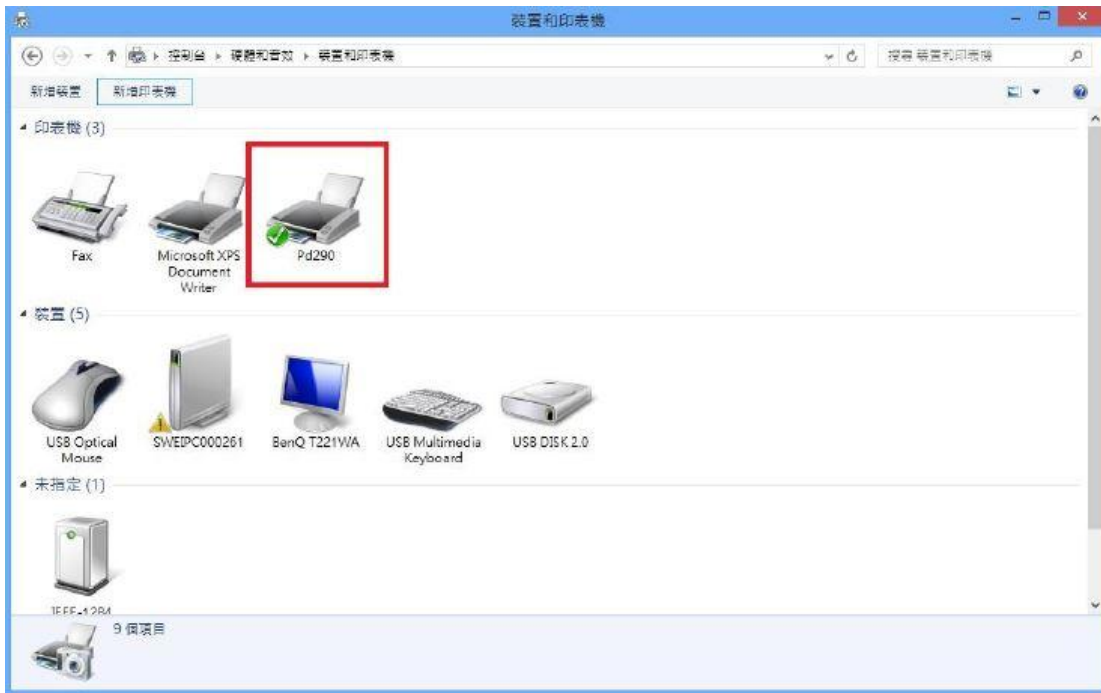 裝置和印表機
控制台 ▸ 硬體和音效 ▸ 裝置和印表機
搜尋 裝置和印表機
新增裝置 新增印表機
印表機 (3)
Fax
Microsoft XPS
Document
Writer
Pd290
裝置 (5)
USB Optical
Mouse
SWEIPC000261
BenQ T221WA
USB Multimedia
Keyboard
USB DISK 2.0
未指定 (1)
IEEE-1284
9 個項目